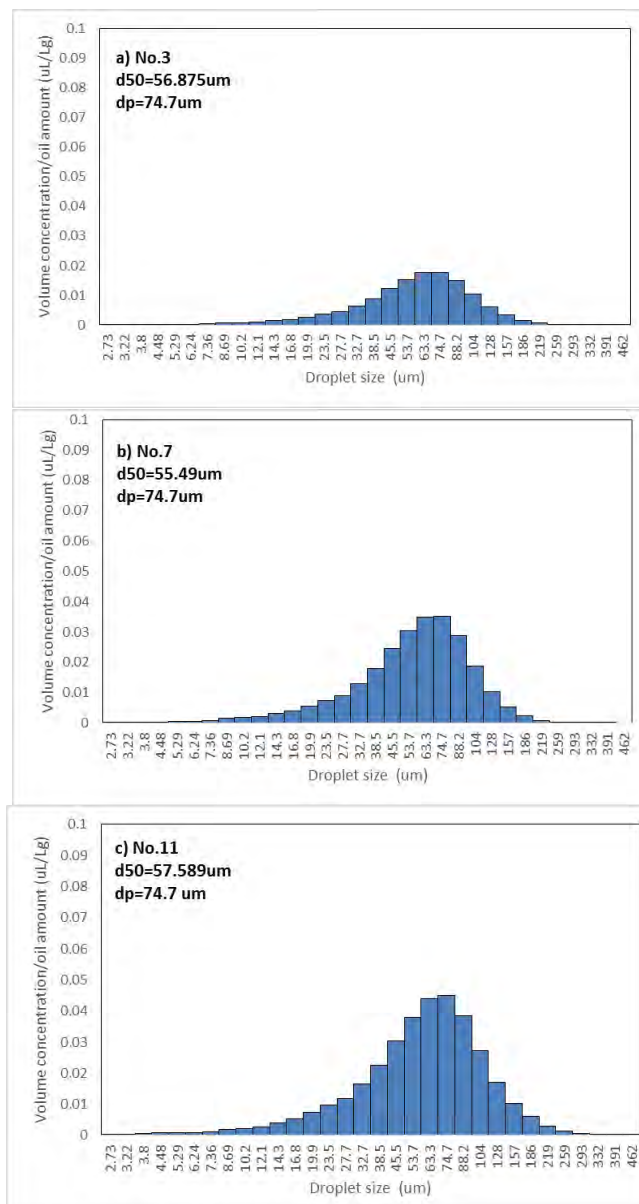 0.1
0.09
0.08
0.07
0.06
0.05
0.04
0.03
0.02
0.01
0
Volume concentration/oil amount (uL/Lg)
a) No.3
d50=56.875um
dp=74.7um
2.73 3.22 3.8 4.48 5.29 6.24 7.36 8.69 10.2 12.1 14.3 16.8 19.9 23.5 27.7 32.7 38.5 45.5 53.7 63.3 74.7 88.2 104 128 157 186 219 259 293 332 391 462
Droplet size (um)
0.1
0.09
0.08
0.07
0.06
0.05
0.04
0.03
0.02
0.01
0
Volume concentration/oil amount (uL/Lg)
b) No.7
d50=55.49um
dp=74.7um
2.73 3.22 3.8 4.48 5.29 6.24 7.36 8.69 10.2 12.1 14.3 16.8 19.9 23.5 27.7 32.7 38.5 45.5 53.7 63.3 74.7 88.2 104 128 157 186 219 259 293 332 391 462
Droplet size (um)
0.1
0.09
0.08
0.07
0.06
0.05
0.04
0.03
0.02
0.01
0
Volume concentration/oil amount (uL/Lg)
c) No.11
d50=57.589um
dp=74.7 um
2.73 3.22 3.8 4.48 5.29 6.24 7.36 8.69 10.2 12.1 14.3 16.8 19.9 23.5 27.7 32.7 38.5 45.5 53.7 63.3 74.7 88.2 104 128 157 186 219 259 293 332 391 462
Droplet size (um)